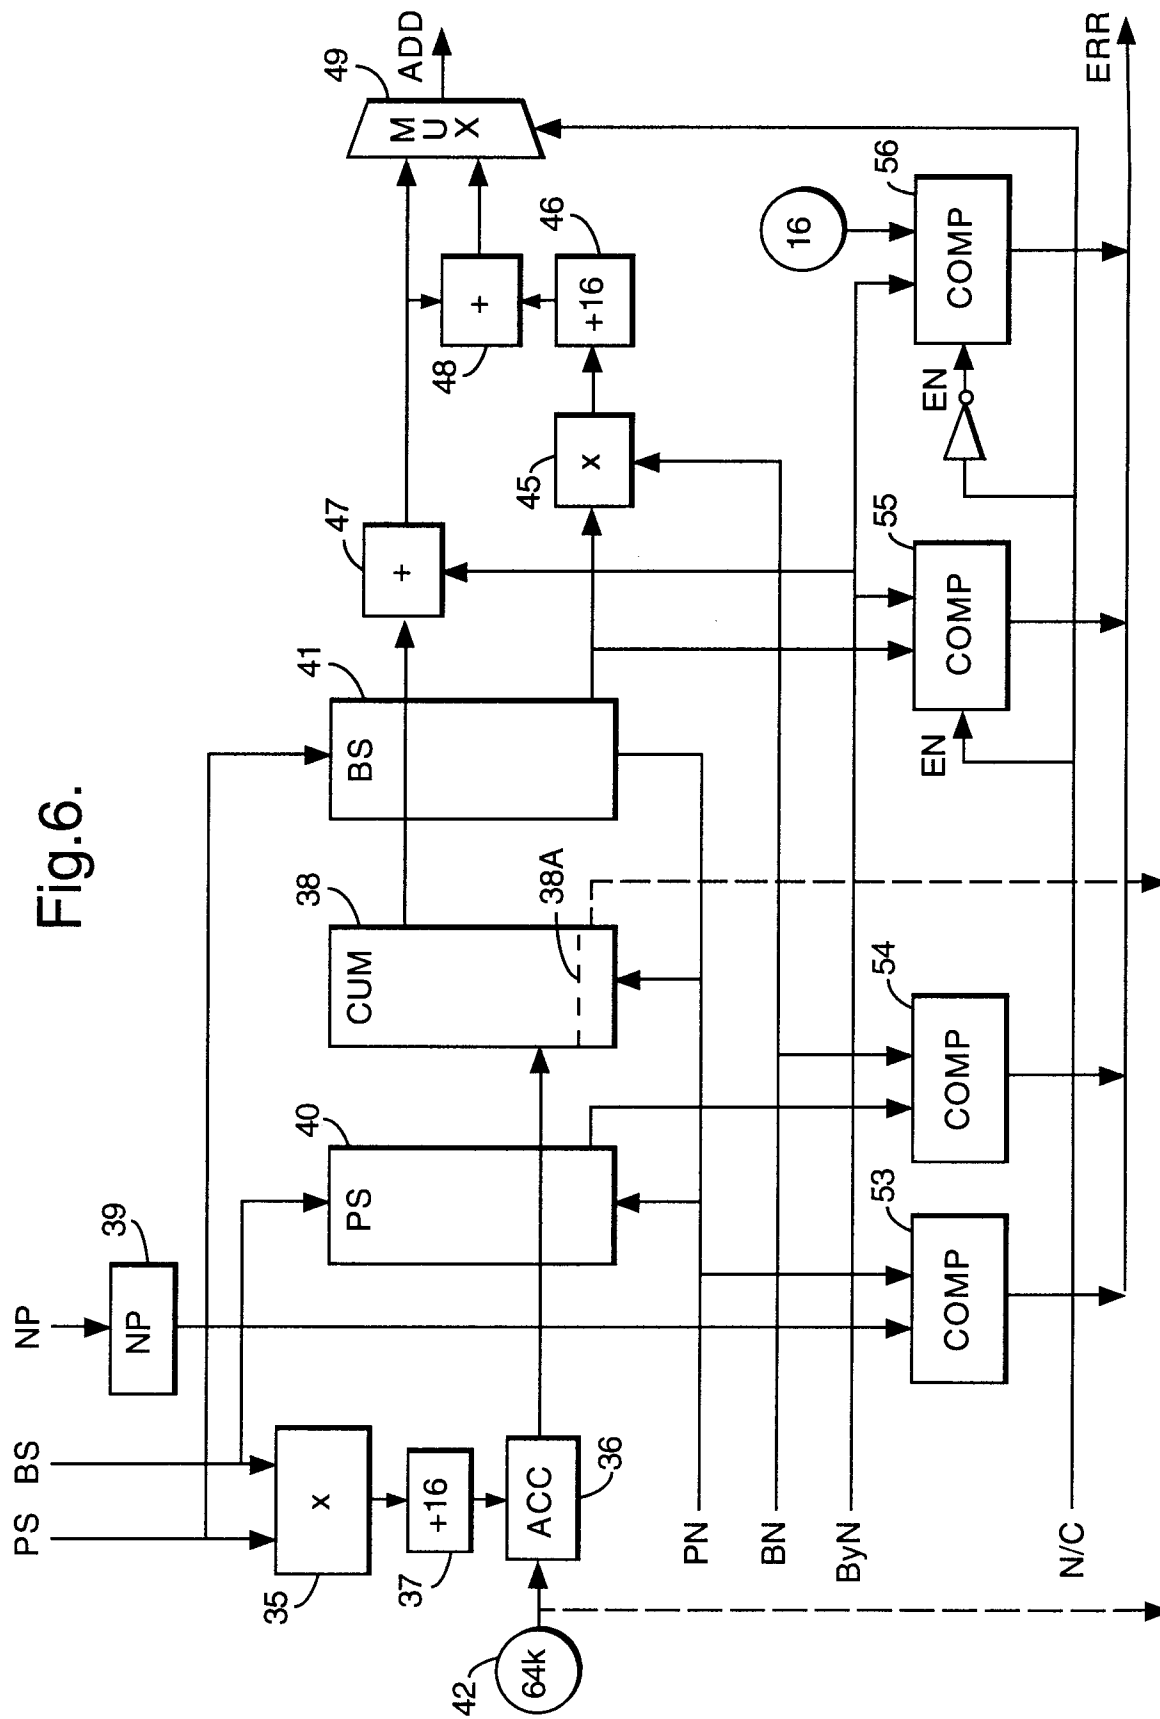 Fig.6.
PS
BS
NP
39
NP
35
x
37
+16
42
64k
ACC
36
40
PS
38
CUM
38A
41
BS
47
+
45
x
46
+16
48
+
49
MUX
ADD
PN
BN
ByN
N/C
53
COMP
54
COMP
55
COMP
EN
56
COMP
EN
16
ERR